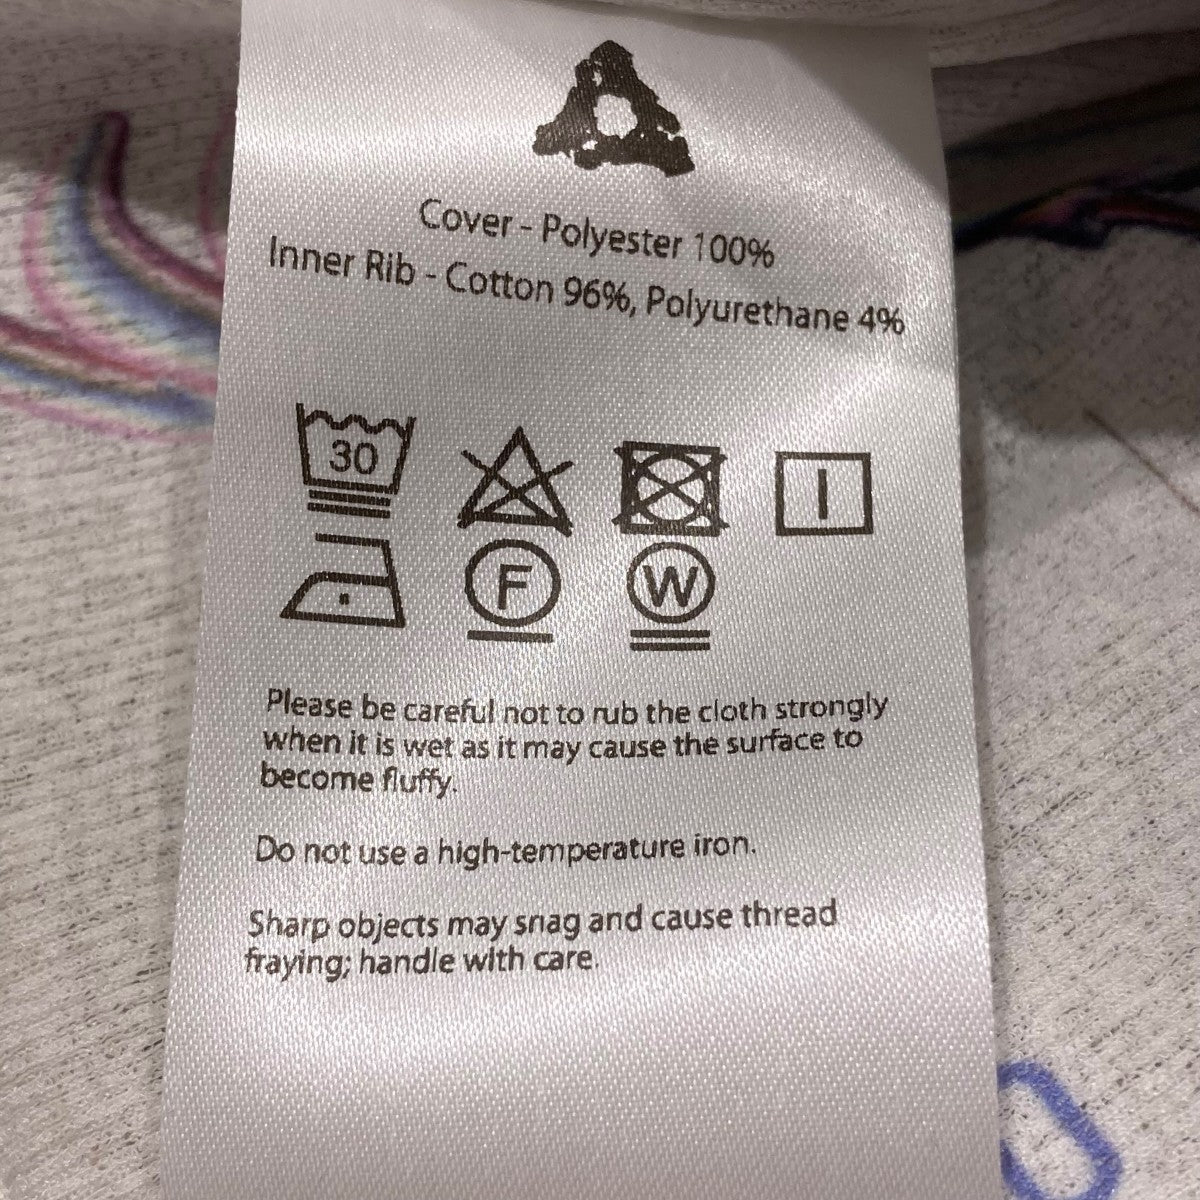 Cover - Polyester 100%
Inner Rib - Cotton 96%, Polyurethane 4%
30
F
W
Please be careful not to rub the cloth strongly
when it is wet as it may cause the surface to
become fluffy.
Do not use a high-temperature iron.
Sharp objects may snag and cause thread
fraying; handle with care.